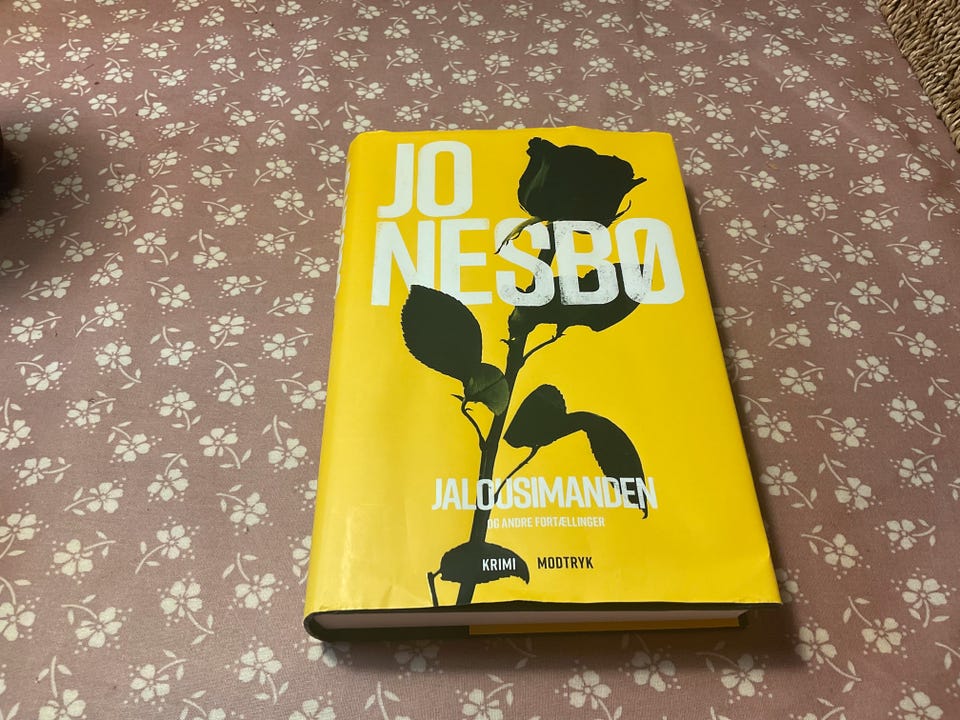 JO
NESBØ
JALOUSIMANDEN
OG ANDRE FORTÆLLINGER
KRIMI MODTRYK